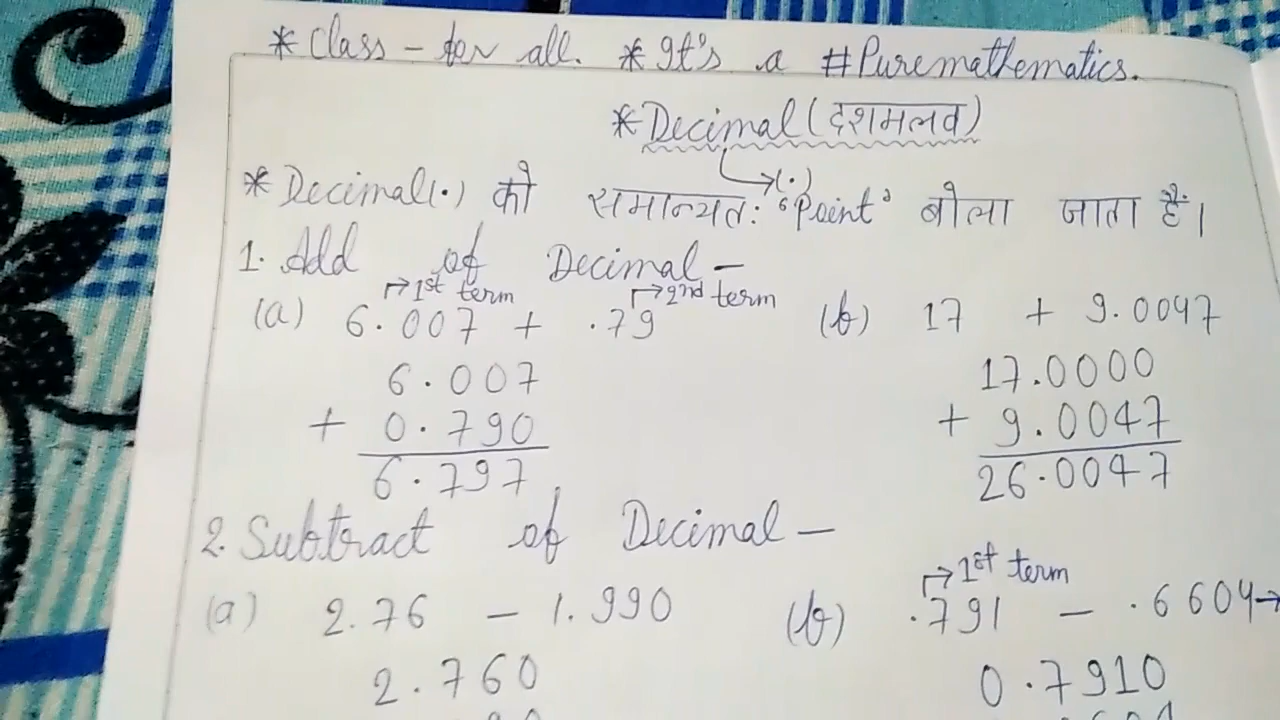 * Class - for all. * It's a #Puremathematics.
* Decimal (दशमलव)
→(.)
* Decimal(.) को समान्यतः 'Point' बोला जाता हैं।
1. Add of Decimal -
→1st term →2nd term
(a) 6.007 + .79 (b) 17 + 9.0047
6.007 17.0000
+ 0.790 + 9.0047
6.797 26.0047
2. Subtract of Decimal -
→1st term
(a) 2.76 - 1.990 (b) .791 - .6604→
2.760 0.7910